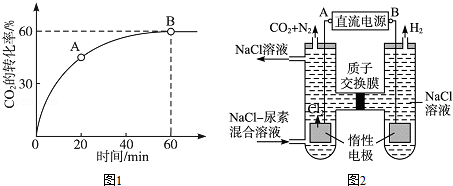 CO₂的转化率/%
60
30
0
20
40
60
时间/min
A
B
图1
A
直流电源
B
CO₂+N₂
H₂
NaCl溶液
质子
交换膜
NaCl
溶液
NaCl-尿素
混合溶液
Cl₂
惰性
电极
图2